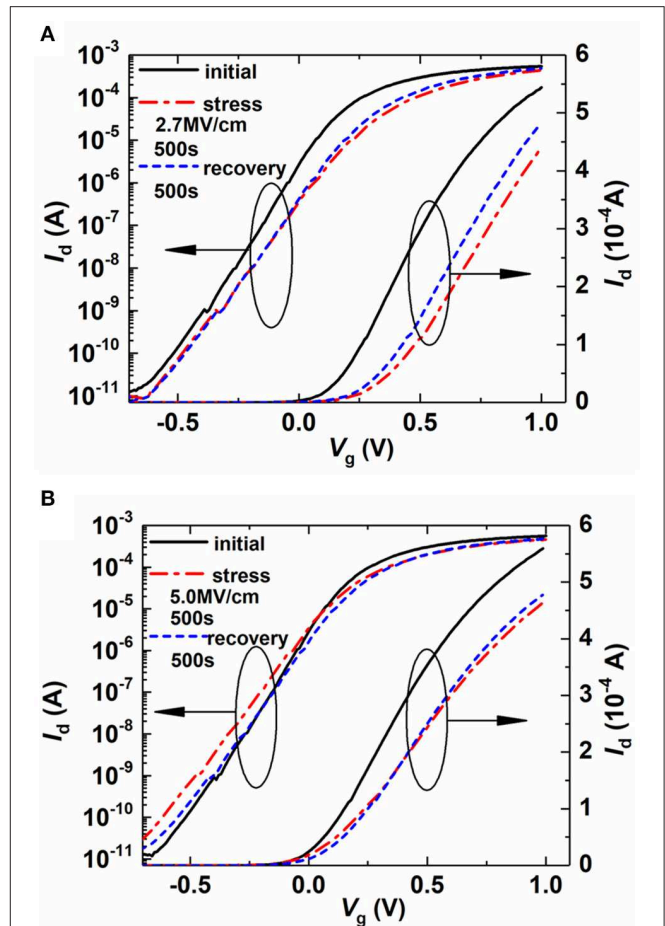 A
10⁻³
10⁻⁴
10⁻⁵
10⁻⁶
10⁻⁷
10⁻⁸
10⁻⁹
10⁻¹⁰
10⁻¹¹
I_d (A)
initial
stress
2.7MV/cm
500s
recovery
500s
6
5
4
3
2
1
0
I_d (10⁻⁴A)
-0.5
0.0
0.5
1.0
V_g (V)
B
10⁻³
10⁻⁴
10⁻⁵
10⁻⁶
10⁻⁷
10⁻⁸
10⁻⁹
10⁻¹⁰
10⁻¹¹
I_d (A)
initial
stress
5.0MV/cm
500s
recovery
500s
6
5
4
3
2
1
0
I_d (10⁻⁴ A)
-0.5
0.0
0.5
1.0
V_g (V)